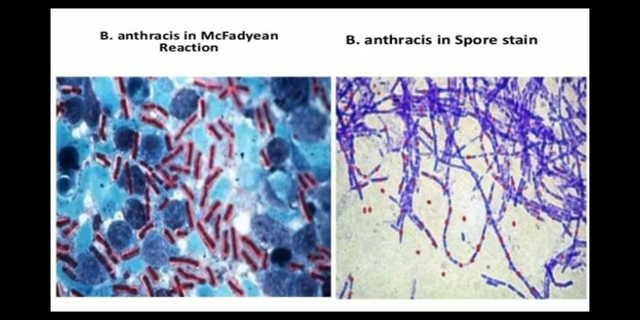 B. anthracis in McFadyean
Reaction
B. anthracis in Spore stain